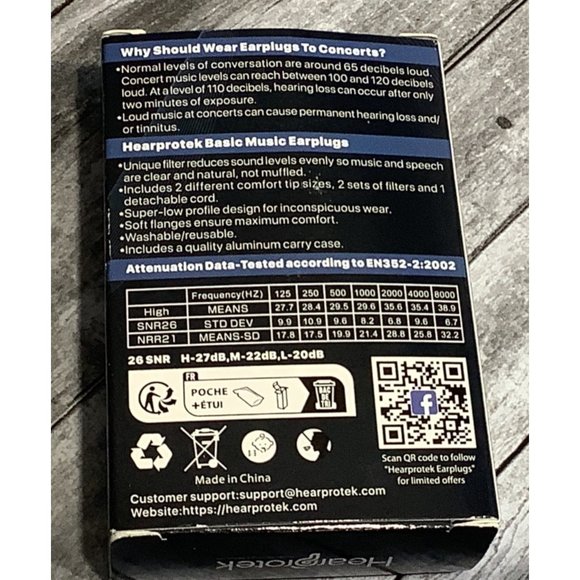 Why Should Wear Earplugs To Concerts?
•Normal levels of conversation are around 65 decibels loud.
Concert music levels can reach between 100 and 120 decibels
loud. At a level of 110 decibels, hearing loss can occur after only
two minutes of exposure.
•Loud music at concerts can cause permanent hearing loss and/
or tinnitus.
Hearprotek Basic Music Earplugs
•Unique filter reduces sound levels evenly so music and speech
are clear and natural, not muffled.
•Includes 2 different comfort tip sizes, 2 sets of filters and 1
detachable cord.
•Super-low profile design for inconspicuous wear.
•Soft flanges ensure maximum comfort.
•Washable/reusable.
•Includes a quality aluminum carry case.
Attenuation Data-Tested according to EN352-2:2002
Frequency(HZ) 125 250 500 1000 2000 4000 8000
High MEANS 27.7 28.4 29.5 29.6 35.6 35.4 38.9
SNR26 STD DEV 9.9 10.9 9.6 8.2 6.8 9.6 6.7
NRR21 MEANS-SD 17.8 17.5 19.9 21.4 28.8 25.8 32.2
26 SNR H-27dB,M-22dB,L-20dB
FR
POCHE
+ÉTUI
BAC
DE
TRI
f
Scan QR code to follow
"Hearprotek Earplugs"
for limited offers
Made in China
Customer support:support@hearprotek.com
Website:https://hearprotek.com
Hearprotek